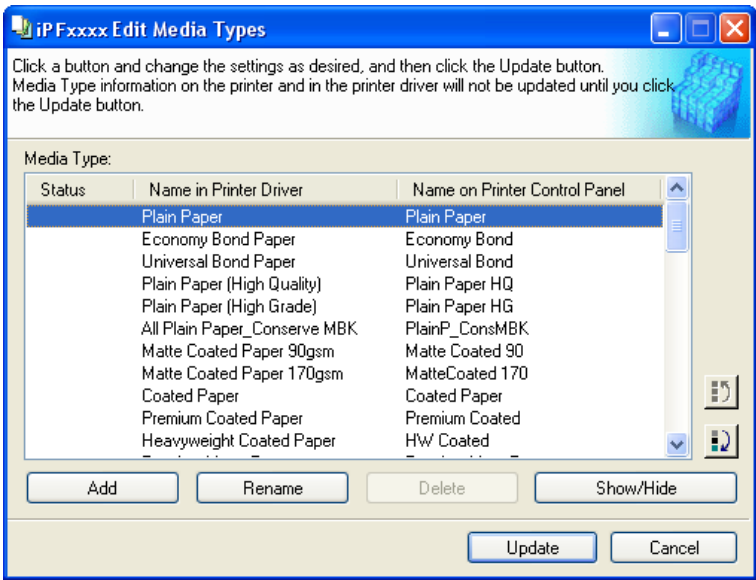 iPFxxxx Edit Media Types
Click a button and change the settings as desired, and then click the Update button.
Media Type information on the printer and in the printer driver will not be updated until you click
the Update button.
Media Type:
Status Name in Printer Driver Name on Printer Control Panel
Plain Paper Plain Paper
Economy Bond Paper Economy Bond
Universal Bond Paper Universal Bond
Plain Paper (High Quality) Plain Paper HQ
Plain Paper (High Grade) Plain Paper HG
All Plain Paper_Conserve MBK PlainP_ConsMBK
Matte Coated Paper 90gsm Matte Coated 90
Matte Coated Paper 170gsm MatteCoated 170
Coated Paper Coated Paper
Premium Coated Paper Premium Coated
Heavyweight Coated Paper HW Coated
Add Rename Delete Show/Hide
Update Cancel